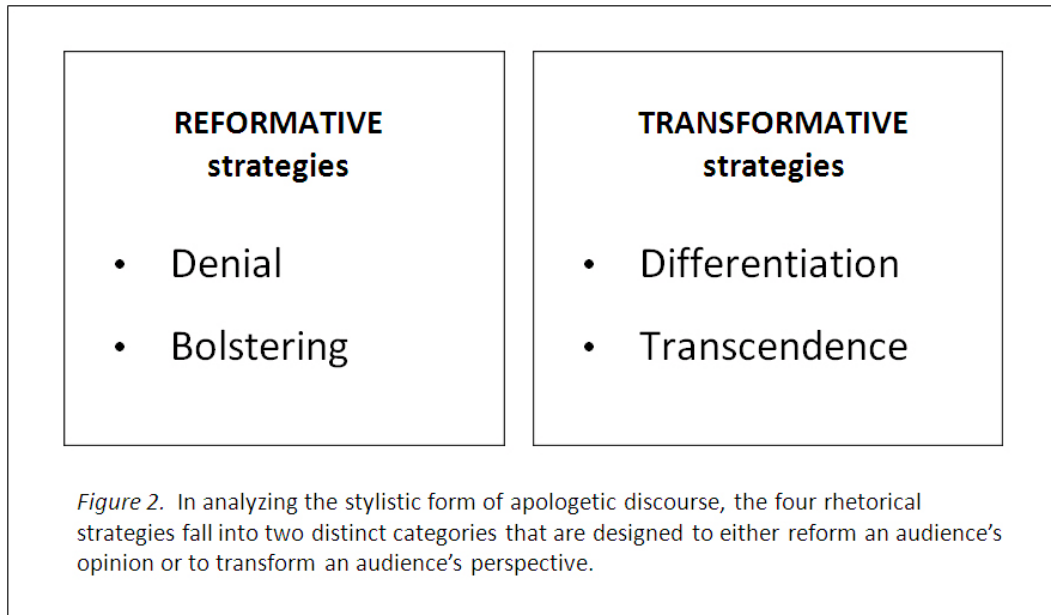 REFORMATIVE
strategies
• Denial
• Bolstering
TRANSFORMATIVE
strategies
• Differentiation
• Transcendence
Figure 2. In analyzing the stylistic form of apologetic discourse, the four rhetorical
strategies fall into two distinct categories that are designed to either reform an audience’s
opinion or to transform an audience’s perspective.